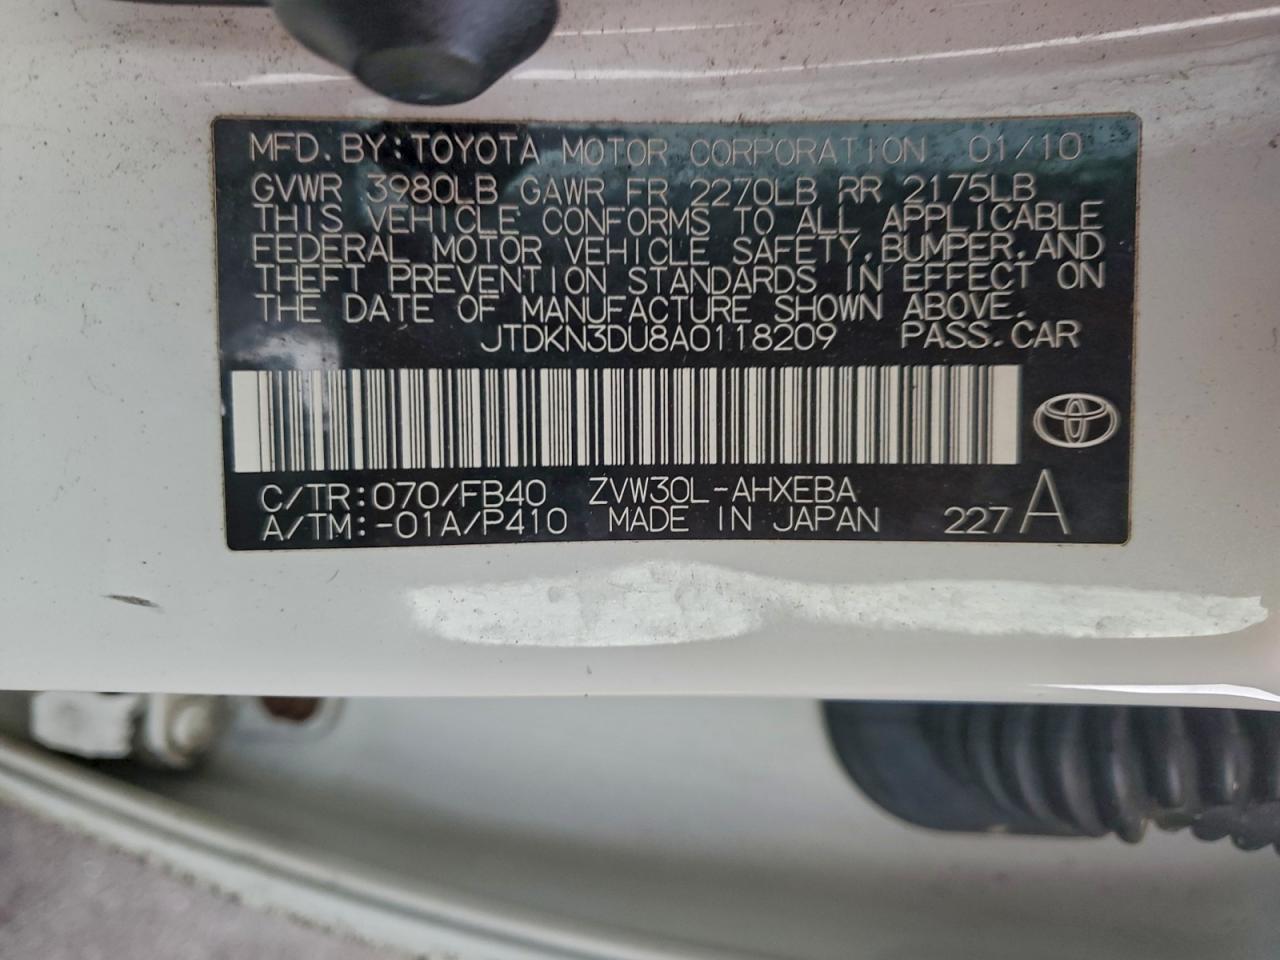 MFD. BY: TOYOTA MOTOR CORPORATION 01/10
GVWR 3980LB GAWR FR 2270LB RR 2175LB
THIS VEHICLE CONFORMS TO ALL APPLICABLE
FEDERAL MOTOR VEHICLE SAFETY, BUMPER, AND
THEFT PREVENTION STANDARDS IN EFFECT ON
THE DATE OF MANUFACTURE SHOWN ABOVE.
JTDKN3DU8A0118209 PASS. CAR
C/TR: 070/FB40 ZVW30L-AHXEBA
A/TM: -01A/P410 MADE IN JAPAN 227 A